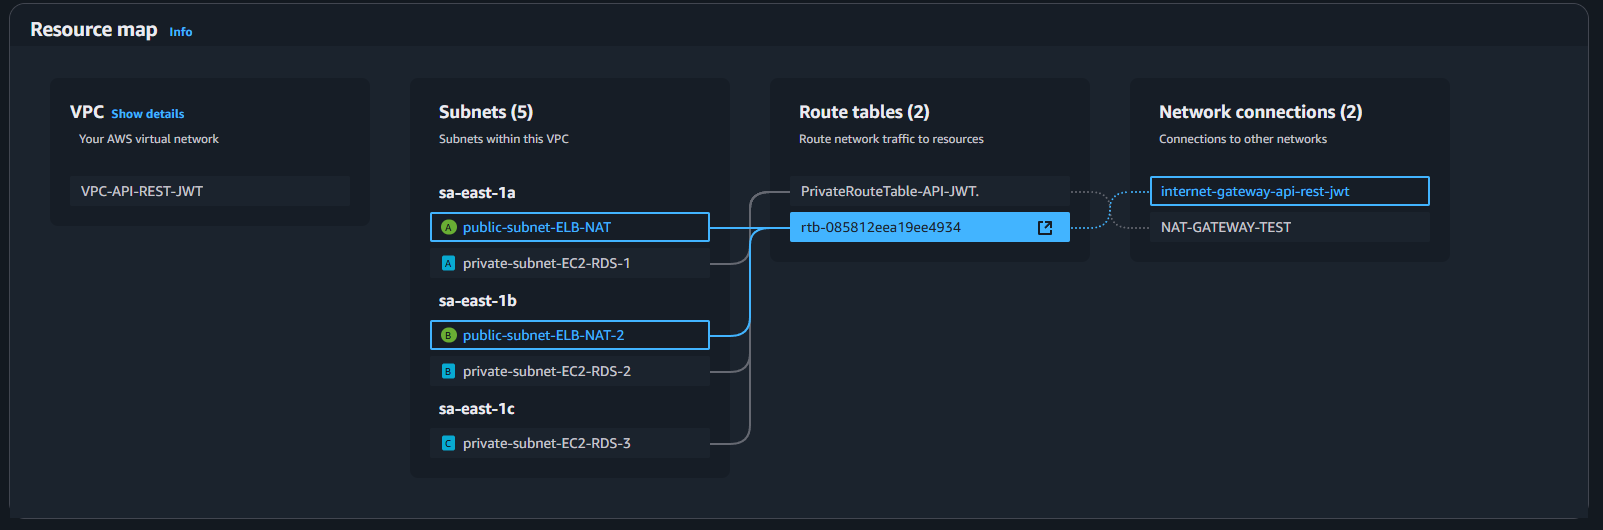 Resource map Info
VPC Show details
Your AWS virtual network
VPC-API-REST-JWT
Subnets (5)
Subnets within this VPC
sa-east-1a
A public-subnet-ELB-NAT
A private-subnet-EC2-RDS-1
sa-east-1b
B public-subnet-ELB-NAT-2
B private-subnet-EC2-RDS-2
sa-east-1c
C private-subnet-EC2-RDS-3
Route tables (2)
Route network traffic to resources
PrivateRouteTable-API-JWT.
rtb-085812eea19ee4934
Network connections (2)
Connections to other networks
internet-gateway-api-rest-jwt
NAT-GATEWAY-TEST